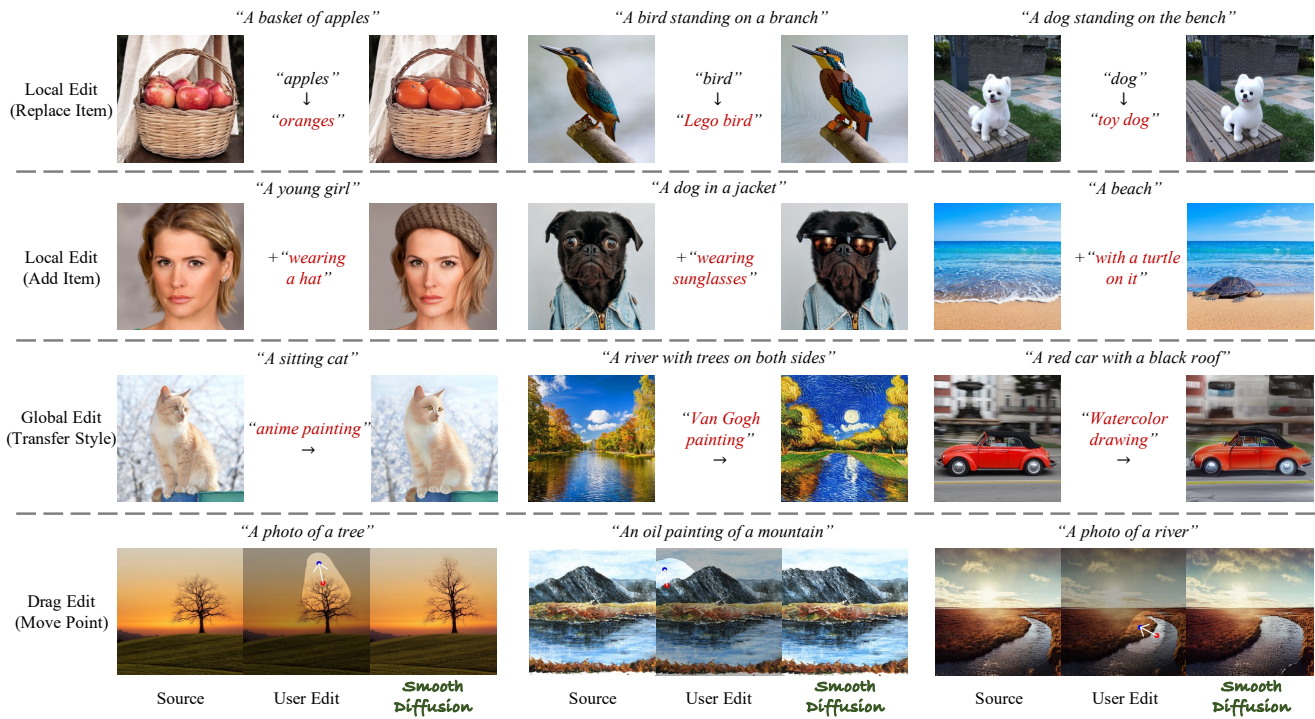 “A basket of apples” “A bird standing on a branch” “A dog standing on the bench”
Local Edit
(Replace Item)
“apples”
↓
“oranges”
“bird”
↓
“Lego bird”
“dog”
↓
“toy dog”
“A young girl” “A dog in a jacket” “A beach”
Local Edit
(Add Item)
+“wearing
a hat”
+“wearing
sunglasses”
+“with a turtle
on it”
“A sitting cat” “A river with trees on both sides” “A red car with a black roof”
Global Edit
(Transfer Style)
“anime painting”
→
“Van Gogh
painting”
→
“Watercolor
drawing”
→
“A photo of a tree” “An oil painting of a mountain” “A photo of a river”
Drag Edit
(Move Point)
Source User Edit Smooth
Diffusion
Source User Edit Smooth
Diffusion
Source User Edit Smooth
Diffusion